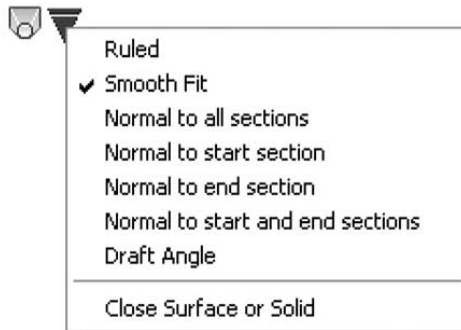 Ruled
Smooth Fit
Normal to all sections
Normal to start section
Normal to end section
Normal to start and end sections
Draft Angle
Close Surface or Solid